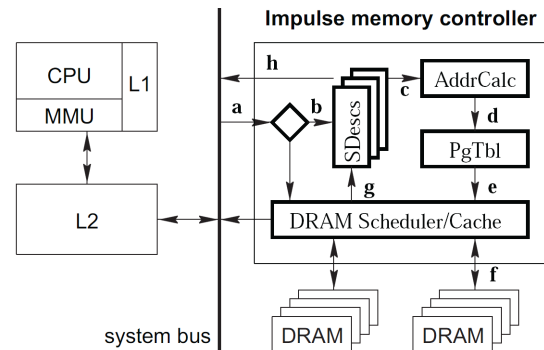 Impulse memory controller
CPU
L1
MMU
L2
system bus
h
a
b
SDescs
c
AddrCalc
d
PgTbl
g
e
DRAM Scheduler/Cache
f
DRAM
DRAM